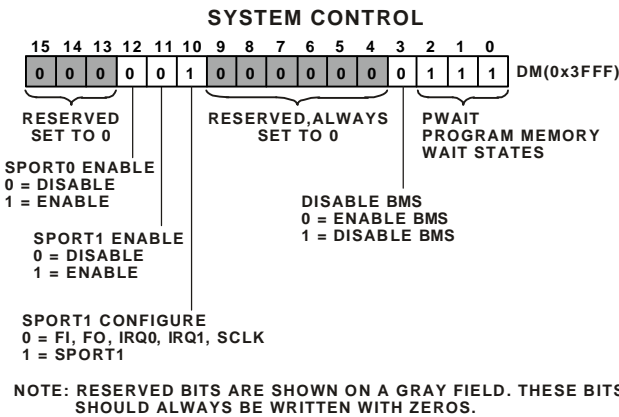 SYSTEM CONTROL
15 14 13 12 11 10 9 8 7 6 5 4 3 2 1 0
0 0 0 0 0 1 0 0 0 0 0 0 0 1 1 1 DM(0x3FFF)
RESERVED
SET TO 0
RESERVED,ALWAYS
SET TO 0
PWAIT
PROGRAM MEMORY
WAIT STATES
SPORT0 ENABLE
0 = DISABLE
1 = ENABLE
DISABLE BMS
0 = ENABLE BMS
1 = DISABLE BMS
SPORT1 ENABLE
0 = DISABLE
1 = ENABLE
SPORT1 CONFIGURE
0 = FI, FO, IRQ0, IRQ1, SCLK
1 = SPORT1
NOTE: RESERVED BITS ARE SHOWN ON A GRAY FIELD. THESE BITS
SHOULD ALWAYS BE WRITTEN WITH ZEROS.